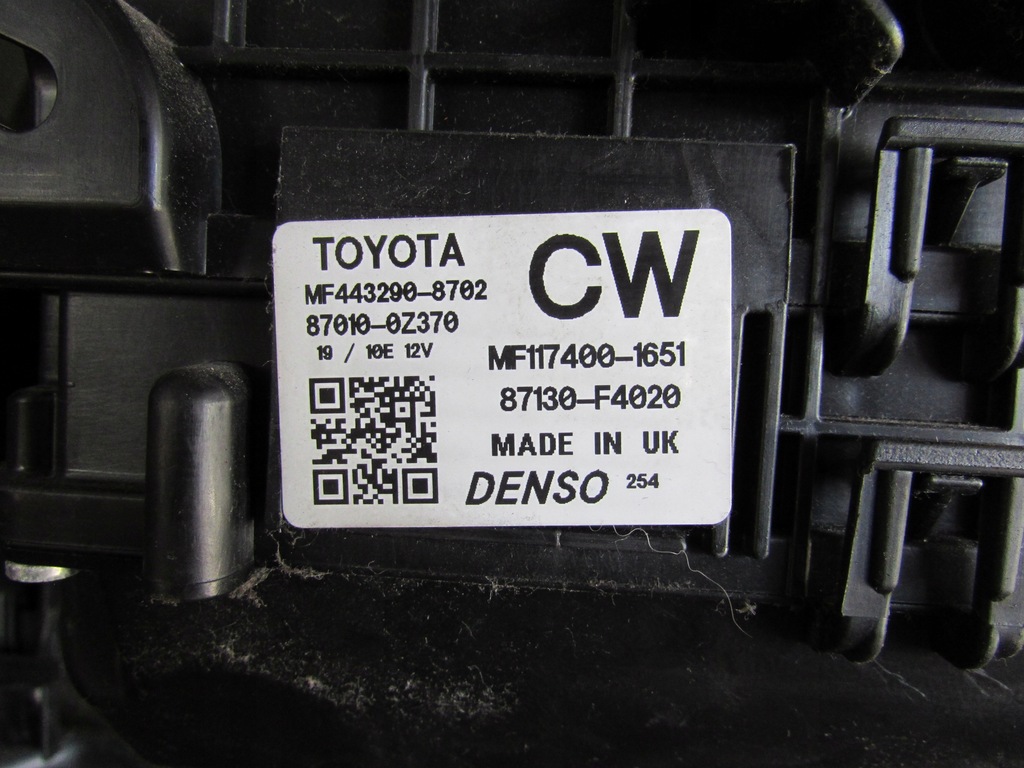 TOYOTA
CW
MF443290-8702
87010-0Z370
19 / 10E 12V
MF117400-1651
87130-F4020
MADE IN UK
DENSO 254